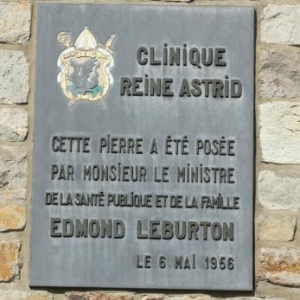 CLINIQUE
REINE ASTRID
CETTE PIERRE A ÉTÉ POSÉE
PAR MONSIEUR LE MINISTRE
DE LA SANTÉ PUBLIQUE ET DE LA FAMILLE
EDMOND LEBURTON
LE 6 MAI 1956